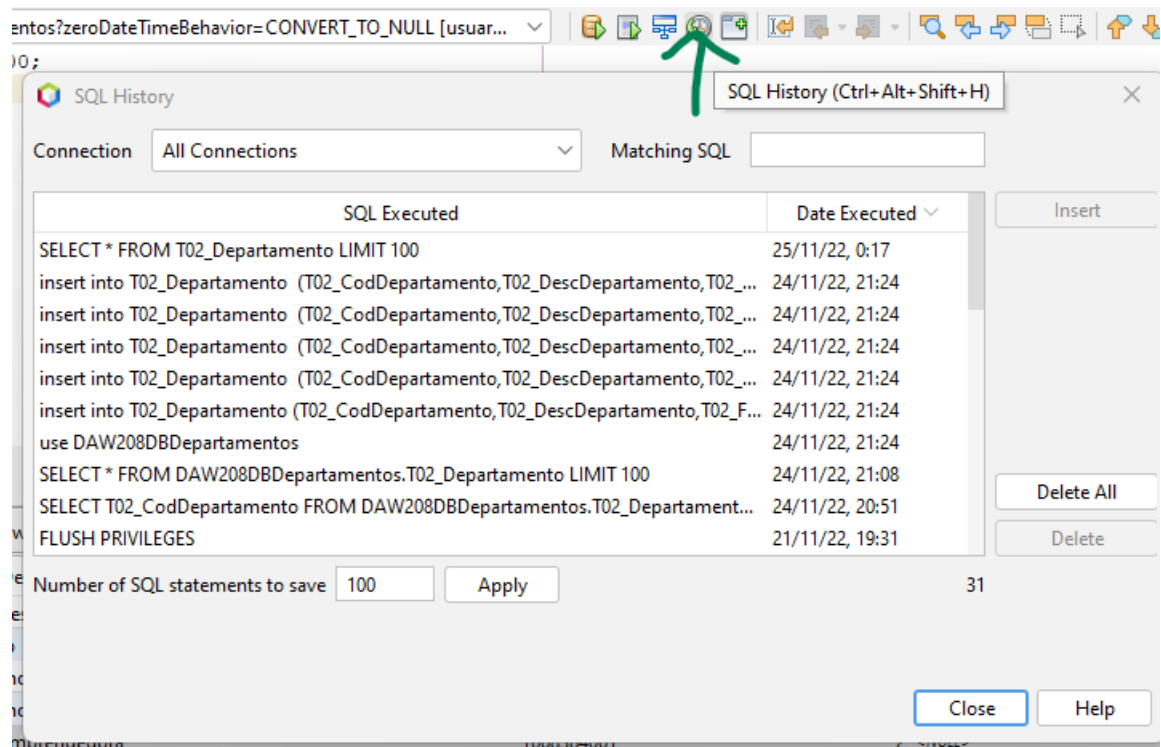 entos?zeroDateTimeBehavior=CONVERT_TO_NULL [usuar...
00;
SQL History
SQL History (Ctrl+Alt+Shift+H)
Connection All Connections Matching SQL
SQL Executed Date Executed Insert
SELECT * FROM T02_Departamento LIMIT 100 25/11/22, 0:17
insert into T02_Departamento (T02_CodDepartamento,T02_DescDepartamento,T02_... 24/11/22, 21:24
insert into T02_Departamento (T02_CodDepartamento,T02_DescDepartamento,T02_... 24/11/22, 21:24
insert into T02_Departamento (T02_CodDepartamento,T02_DescDepartamento,T02_... 24/11/22, 21:24
insert into T02_Departamento (T02_CodDepartamento,T02_DescDepartamento,T02_... 24/11/22, 21:24
insert into T02_Departamento (T02_CodDepartamento,T02_DescDepartamento,T02_F... 24/11/22, 21:24
use DAW208DBDepartamentos 24/11/22, 21:24
SELECT * FROM DAW208DBDepartamentos.T02_Departamento LIMIT 100 24/11/22, 21:08
SELECT T02_CodDepartamento FROM DAW208DBDepartamentos.T02_Departament... 24/11/22, 20:51
Delete All
FLUSH PRIVILEGES 21/11/22, 19:31 Delete
Number of SQL statements to save 100 Apply 31
Close Help